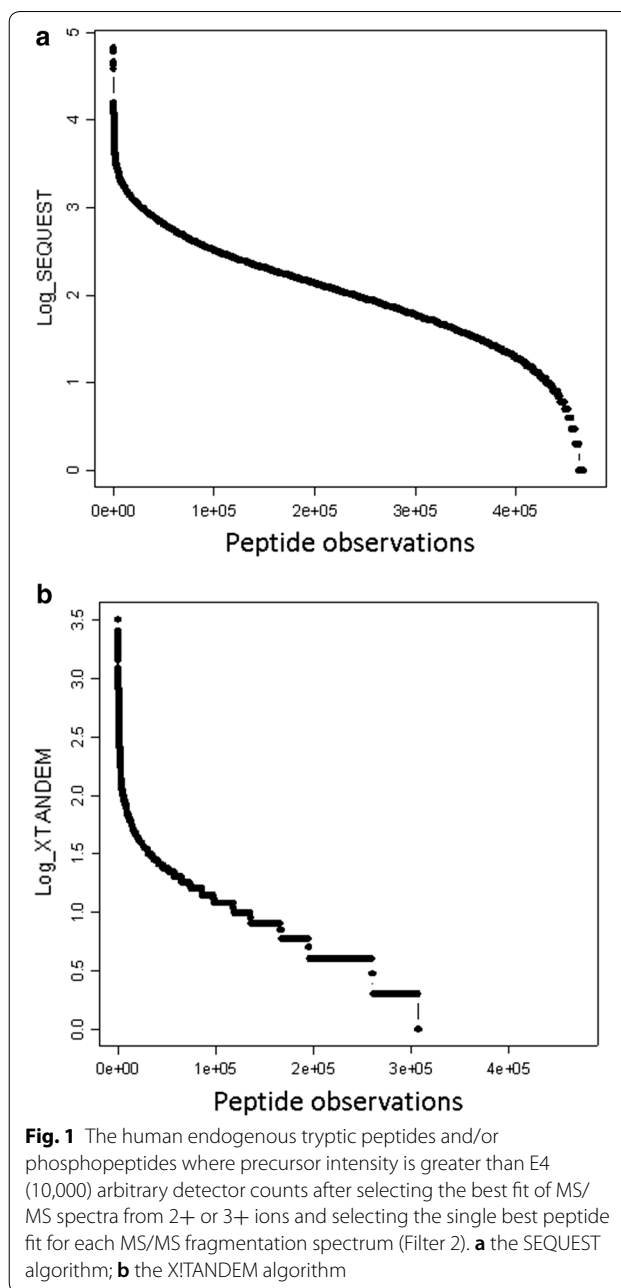 a
5
4
3
2
1
0
Log_SEQUEST
0e+00 1e+05 2e+05 3e+05 4e+05
Peptide observations
b
3.5
3.0
2.5
2.0
1.5
1.0
0.5
0.0
Log_XTANDEM
0e+00 1e+05 2e+05 3e+05 4e+05
Peptide observations
Fig. 1 The human endogenous tryptic peptides and/or
phosphopeptides where precursor intensity is greater than E4
(10,000) arbitrary detector counts after selecting the best fit of MS/
MS spectra from 2+ or 3+ ions and selecting the single best peptide
fit for each MS/MS fragmentation spectrum (Filter 2). a the SEQUEST
algorithm; b the X!TANDEM algorithm